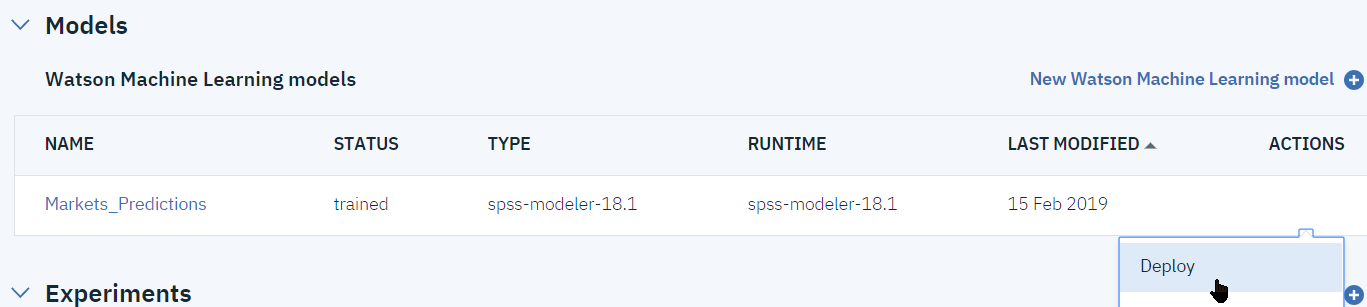 Models
Watson Machine Learning models
New Watson Machine Learning model
NAME STATUS TYPE RUNTIME LAST MODIFIED ACTIONS
Markets_Predictions trained spss-modeler-18.1 spss-modeler-18.1 15 Feb 2019
Deploy
Experiments